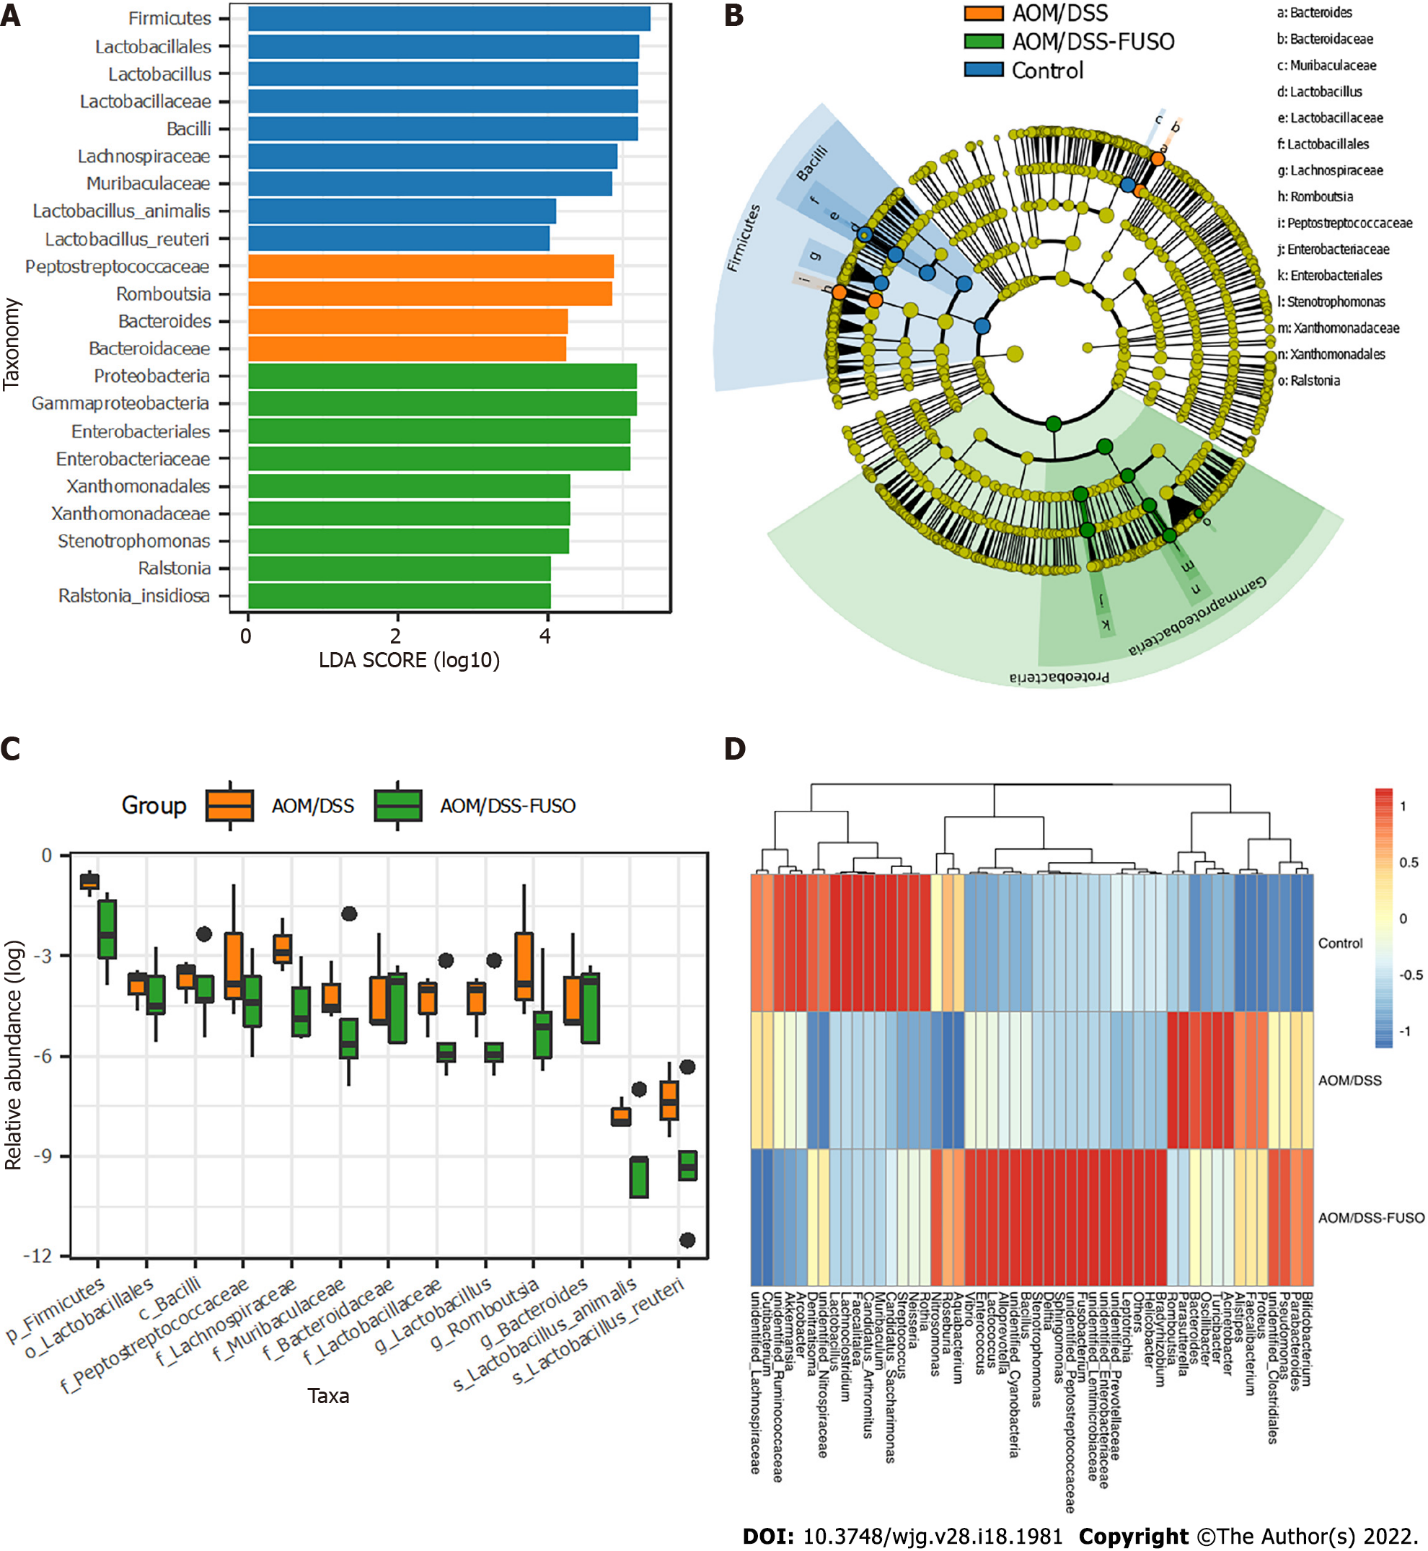 A
Firmicutes
Lactobacillales
Lactobacillus
Lactobacillaceae
Bacilli
Lachnospiraceae
Muribaculaceae
Lactobacillus_animalis
Lactobacillus_reuteri
Peptostreptococcaceae
Romboutsia
Bacteroides
Bacteroidaceae
Proteobacteria
Gammaproteobacteria
Enterobacteriales
Enterobacteriaceae
Xanthomonadales
Xanthomonadaceae
Stenotrophomonas
Ralstonia
Ralstonia_insidiosa
Taxonomy
0 2 4
LDA SCORE (log10)
B
AOM/DSS
AOM/DSS-FUSO
Control
a: Bacteroides
b: Bacteroidaceae
c: Muribaculaceae
d: Lactobacillus
e: Lactobacillaceae
f: Lactobacillales
g: Lachnospiraceae
h: Romboutsia
i: Peptostreptococcaceae
j: Enterobacteriaceae
k: Enterobacteriales
l: Stenotrophomonas
m: Xanthomonadaceae
n: Xanthomonadales
o: Ralstonia
Firmicutes
Bacilli
f
e
d
g
i
h
c
b
a
o
l
m
n
j
k
Gammaproteobacteria
Proteobacteria
C
Group AOM/DSS AOM/DSS-FUSO
Relative abundance (log)
0
-3
-6
-9
-12
p_Firmicutes
o_Lactobacillales
c_Bacilli
f_Peptostreptococcaceae
f_Lachnospiraceae
f_Muribaculaceae
f_Bacteroidaceae
f_Lactobacillaceae
g_Lactobacillus
g_Romboutsia
g_Bacteroides
s_Lactobacillus_animalis
s_Lactobacillus_reuteri
Taxa
D
1
0.5
0
-0.5
-1
Control
AOM/DSS
AOM/DSS-FUSO
unidentified_Lachnospiraceae
Cutibacterium
unidentified_Ruminococcaceae
Akkermansia
Arcobacter
Dechloromonas
unidentified_Nitrospiraceae
Lactobacillus
Lachnoclostridium
Faecalitalea
Candidatus_Arthromitus
Muribaculum
Candidatus_Saccharimonas
Streptococcus
Neisseria
Rothia
Nitrosomonas
Roseburia
Aquabacterium
Vibrio
Enterococcus
Lactococcus
Alloprevotella
unidentified_Cyanobacteria
Bacillus
Stenotrophomonas
Delftia
Sphingomonas
unidentified_Peptostreptococcaceae
Fusobacterium
unidentified_Lentimicrobiaceae
unidentified_Enterobacteriaceae
unidentified_Prevotellaceae
Leptotrichia
Others
Helicobacter
Bradyrhizobium
Romboutsia
Parasutterella
Bacteroides
Oscillibacter
Turicibacter
Acinetobacter
Alistipes
Faecalibacterium
Proteus
unidentified_Clostridiales
Pseudomonas
Parabacteroides
Bifidobacterium
DOI: 10.3748/wjg.v28.i18.1981 Copyright ©The Author(s) 2022.